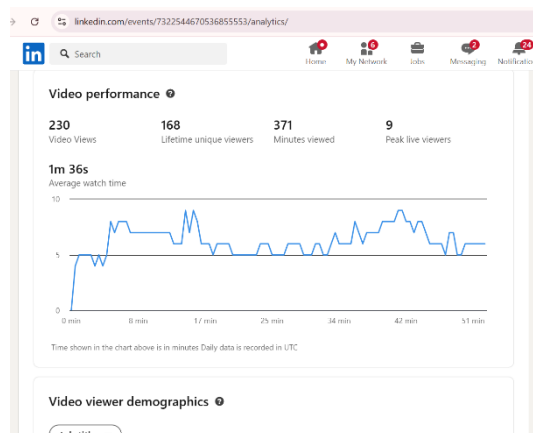 linkedin.com/events/7322544670536855553/analytics/
in
Search
Home
6
My Network
Jobs
2
Messaging
24
Notificatio
Video performance
230
168
371
9
Video Views
Lifetime unique viewers
Minutes viewed
Peak live viewers
1m 36s
Average watch time
10
5
0
0 min
8 min
17 min
25 min
34 min
42 min
51 min
Time shown in the chart above is in minutes Daily data is recorded in UTC
Video viewer demographics